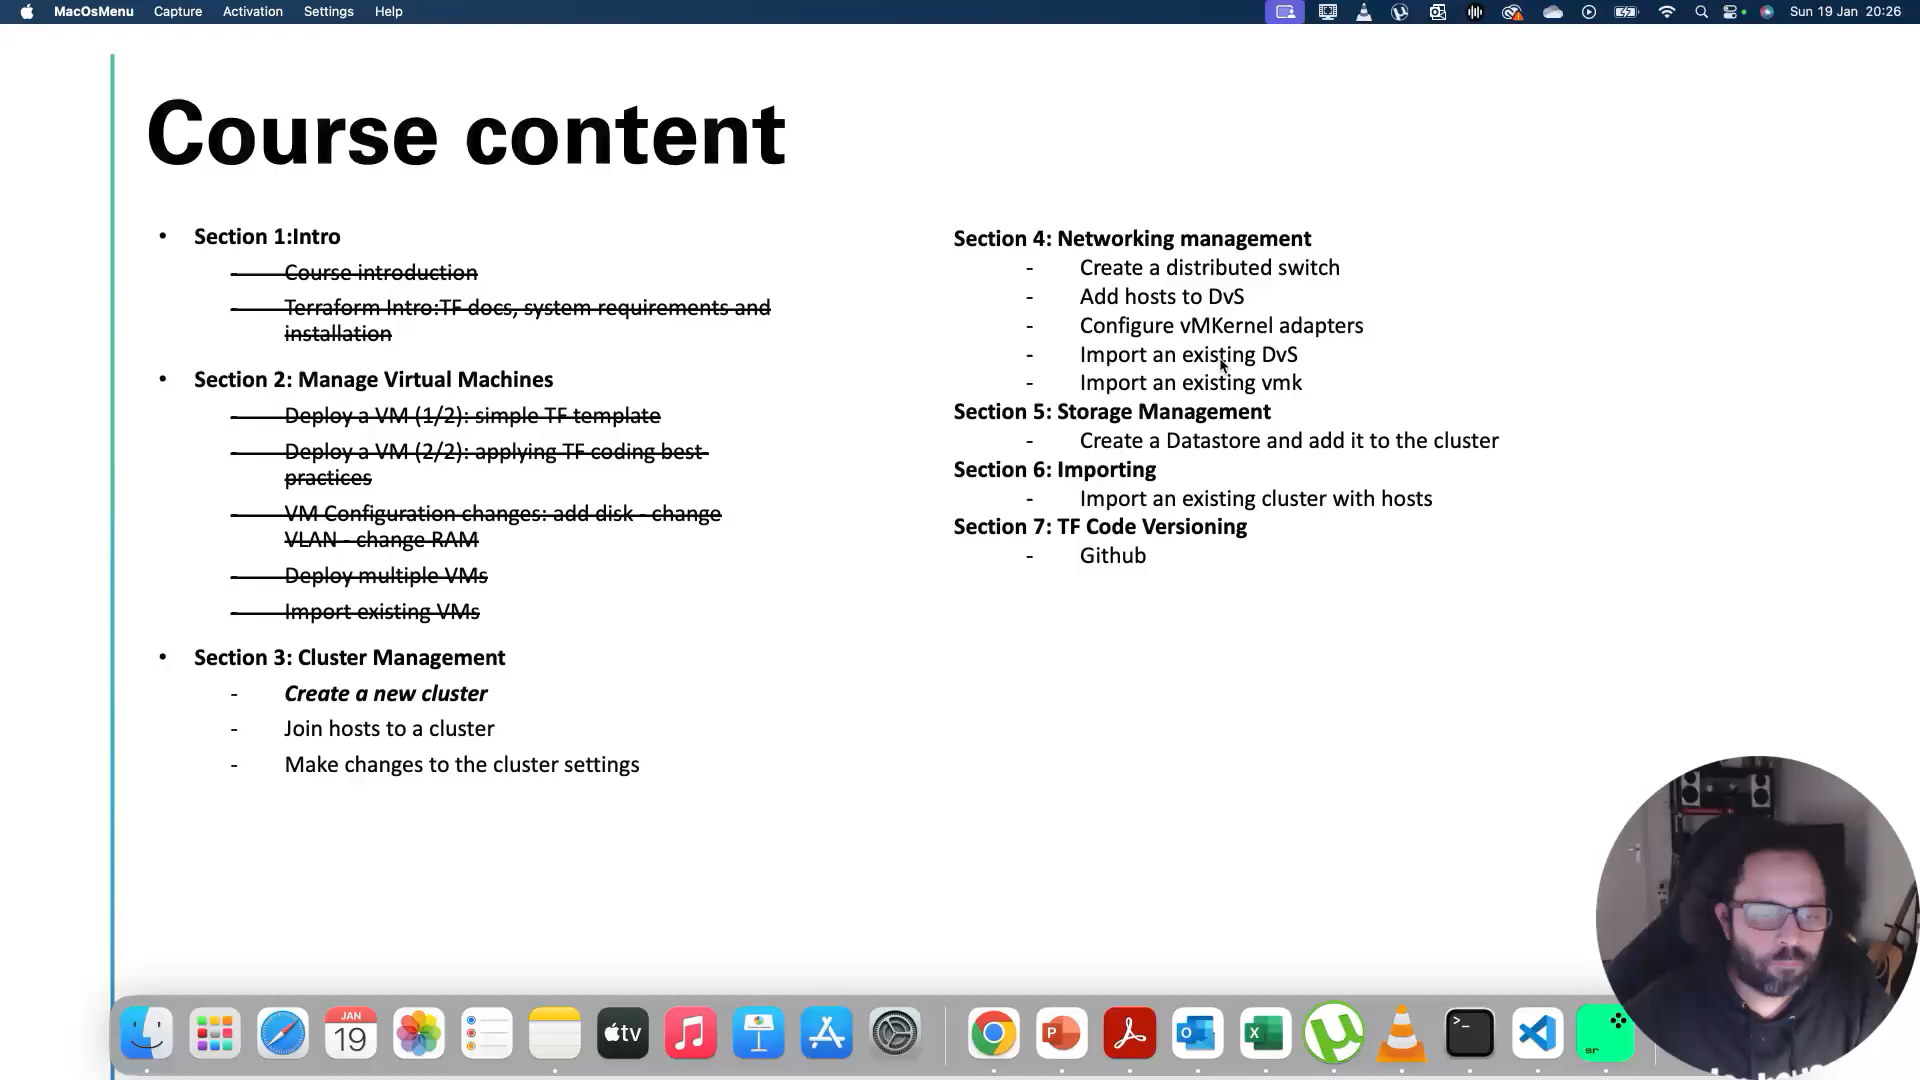 MacOsMenu Capture Activation Settings Help
Sun 19 Jan 20:26
Course content
• Section 1:Intro
- Course introduction
- Terraform Intro:TF docs, system requirements and
installation
• Section 2: Manage Virtual Machines
- Deploy a VM (1/2): simple TF template
- Deploy a VM (2/2): applying TF coding best
practices
- VM Configuration changes: add disk - change
VLAN - change RAM
- Deploy multiple VMs
- Import existing VMs
• Section 3: Cluster Management
- Create a new cluster
- Join hosts to a cluster
- Make changes to the cluster settings
Section 4: Networking management
- Create a distributed switch
- Add hosts to DvS
- Configure vMKernel adapters
- Import an existing DvS
- Import an existing vmk
Section 5: Storage Management
- Create a Datastore and add it to the cluster
Section 6: Importing
- Import an existing cluster with hosts
Section 7: TF Code Versioning
- Github
JAN
19
tv
sr